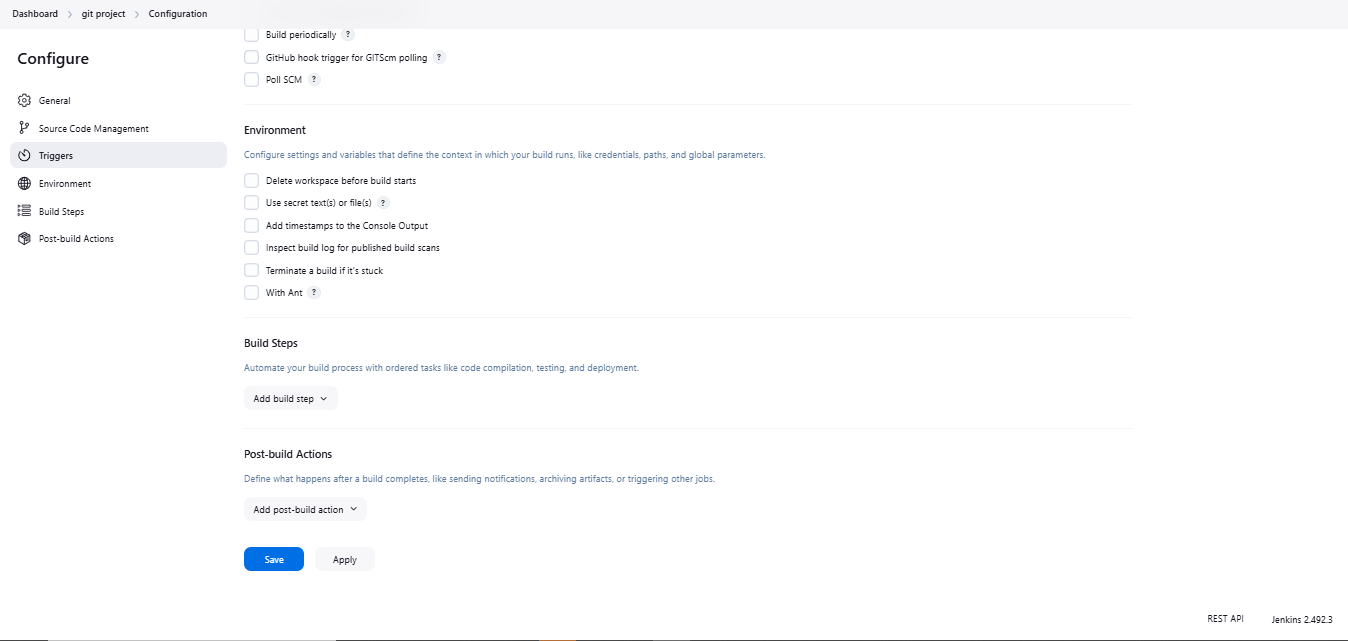 Dashboard > git project > Configuration
Configure
General
Source Code Management
Triggers
Environment
Build Steps
Post-build Actions
Build periodically ?
GitHub hook trigger for GITScm polling ?
Poll SCM ?
Environment
Configure settings and variables that define the context in which your build runs, like credentials, paths, and global parameters.
Delete workspace before build starts
Use secret text(s) or file(s) ?
Add timestamps to the Console Output
Inspect build log for published build scans
Terminate a build if it's stuck
With Ant ?
Build Steps
Automate your build process with ordered tasks like code compilation, testing, and deployment.
Add build step
Post-build Actions
Define what happens after a build completes, like sending notifications, archiving artifacts, or triggering other jobs.
Add post-build action
Save Apply
REST API Jenkins 2.492.3